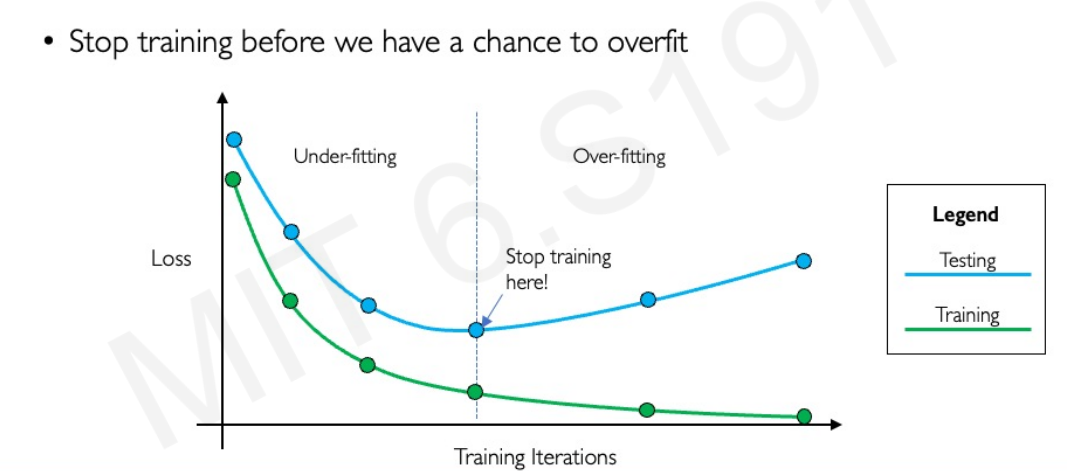 • Stop training before we have a chance to overfit
Under-fitting
Over-fitting
Loss
Stop training
here!
Legend
Testing
Training
Training Iterations
MIT 6.S191